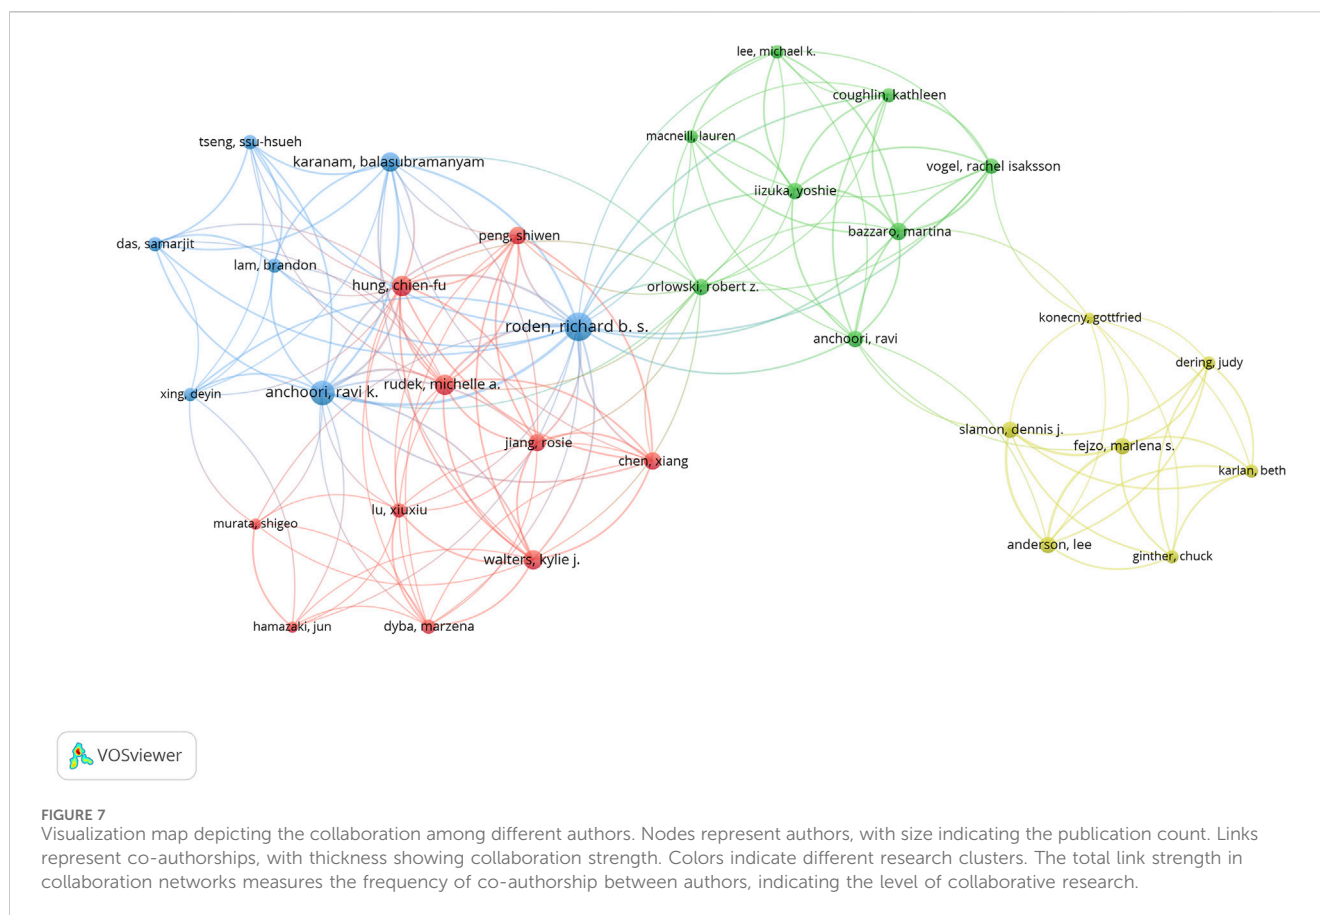 lee, michael k.
coughlin, kathleen
macneill, lauren
tseng, ssu-hsueh
karanam, balasubramanyam
vogel, rachel isaksson
iizuka, yoshie
peng, shiwen
bazzaro, martina
das, samarjit
lam, brandon
hung, chien-fu
orlowski, robert z.
konecny, gottfried
roden, richard b. s.
anchoori, ravi
dering, judy
rudek, michelle a.
xing, deyin
anchoori, ravi k.
slamon, dennis j.
jiang, rosie
fejzo, marlena s.
chen, xiang
karlan, beth
lu, xiuxiu
murata, shigeo
anderson, lee
walters, kylie j.
ginther, chuck
hamazaki, jun
dyba, marzena
VOSviewer
FIGURE 7
Visualization map depicting the collaboration among different authors. Nodes represent authors, with size indicating the publication count. Links
represent co-authorships, with thickness showing collaboration strength. Colors indicate different research clusters. The total link strength in
collaboration networks measures the frequency of co-authorship between authors, indicating the level of collaborative research.